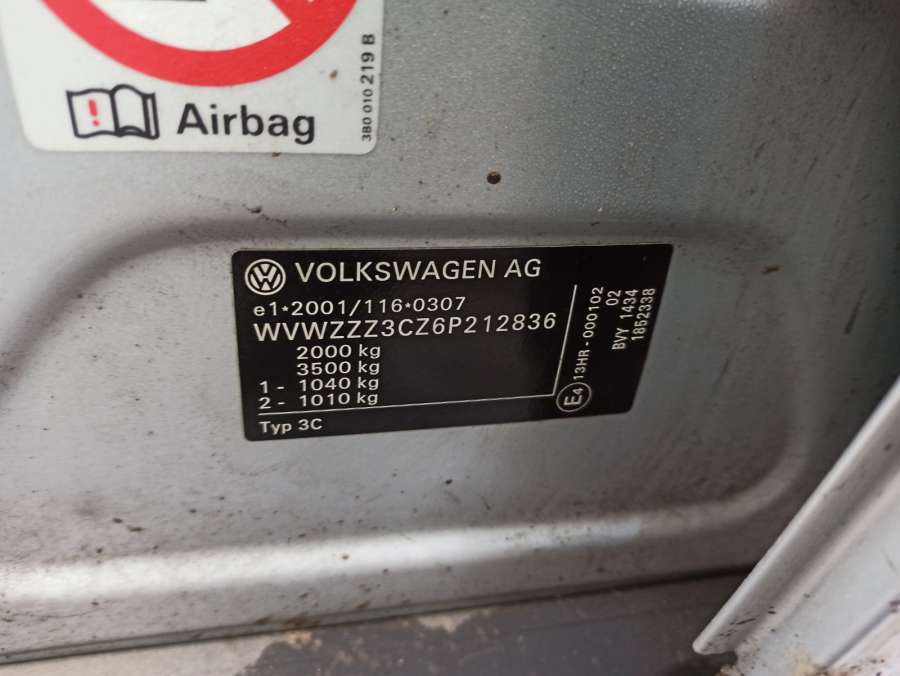 Airbag
3B0 010 219 B
VOLKSWAGEN AG
e1*2001/116*0307
WVWZZZ3CZ6P212836
2000 kg
3500 kg
1 - 1040 kg
2 - 1010 kg
Typ 3C
E4
13HR - 000102
02
BVY 1434
1852338